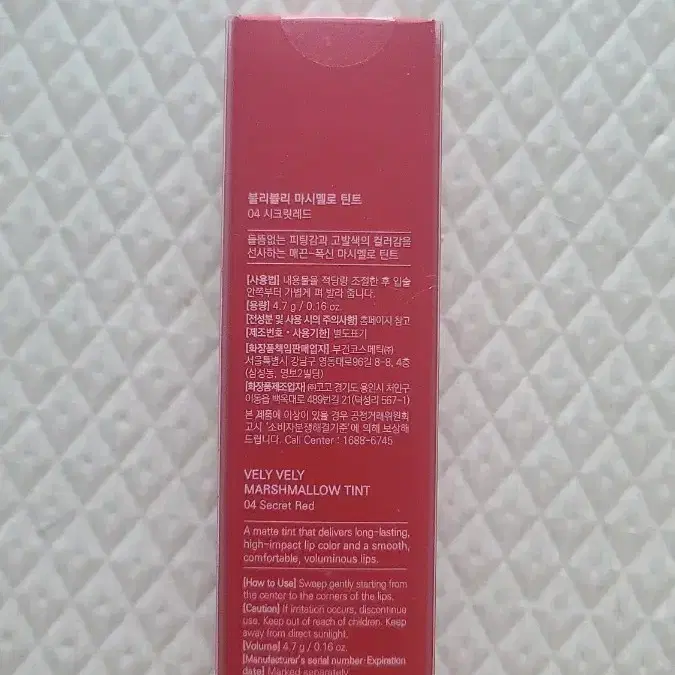 블리블리 마시멜로 틴트
04 시크릿레드
들뜸없는 피팅감과 고발색의 컬러감을
선사하는 매끈-폭신 마시멜로 틴트
[사용법] 내용물을 적당량 조절한 후 입술
안쪽부터 가볍게 펴 발라 줍니다.
[용량] 4.7 g / 0.16 oz.
[전성분 및 사용 시의 주의사항] 홈페이지 참고
[제조번호・사용기한] 별도표기
[화장품책임판매업자] 부건코스메틱㈜
서울특별시 강남구 영동대로96길 8-8, 4층
(삼성동, 영보2빌딩)
[화장품제조업자] ㈜고고 경기도 용인시 처인구
이동읍 백옥대로 489번길 21(덕성리 567-1)
본 제품에 이상이 있을 경우 공정거래위원회
고시 '소비자분쟁해결기준'에 의해 보상해
드립니다. Call Center : 1688-6745
VELY VELY
MARSHMALLOW TINT
04 Secret Red
A matte tint that delivers long-lasting,
high-impact lip color and a smooth,
comfortable, voluminous lips.
[How to Use] Sweep gently starting from
the center to the corners of the lips.
[Caution] If irritation occurs, discontinue
use. Keep out of reach of children. Keep
away from direct sunlight.
[Volume] 4.7 g / 0.16 oz.
[Manufacturer's serial number·Expiration
date] Marked separately